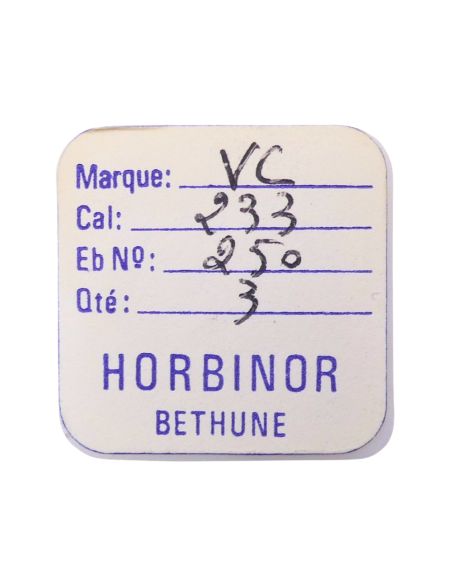 Marque: VC
Cal: 233
Eb Nº: 250
Qté: 3
HORBINOR
BETHUNE